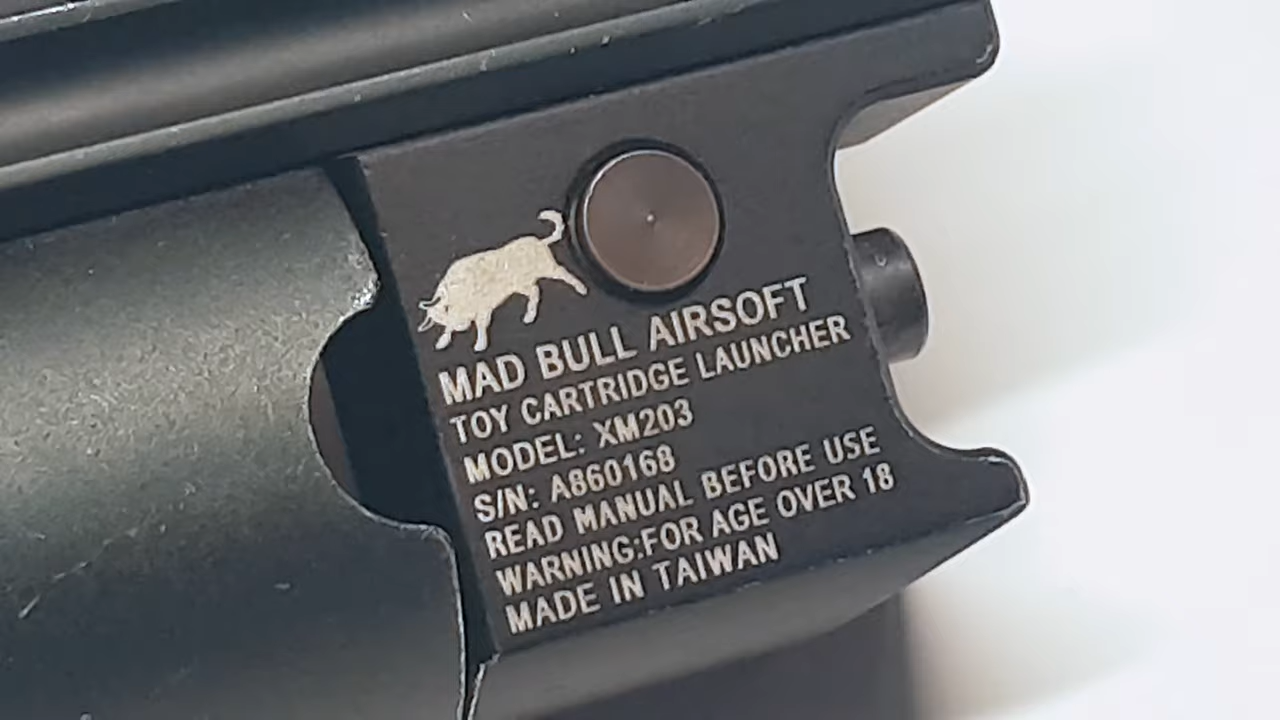 MAD BULL AIRSOFT
TOY CARTRIDGE LAUNCHER
MODEL: XM203
S/N: A860168
READ MANUAL BEFORE USE
WARNING:FOR AGE OVER 18
MADE IN TAIWAN